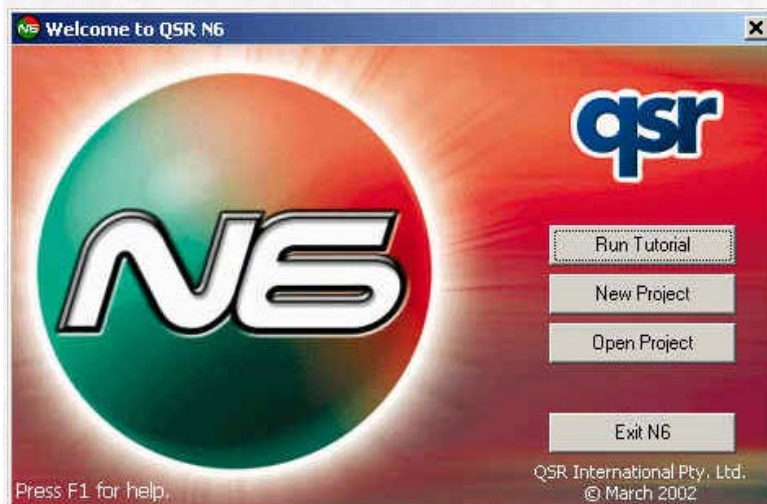 N6 Welcome to QSR N6
qsr
N6
Run Tutorial
New Project
Open Project
Exit N6
QSR International Pty. Ltd.
© March 2002
Press F1 for help.